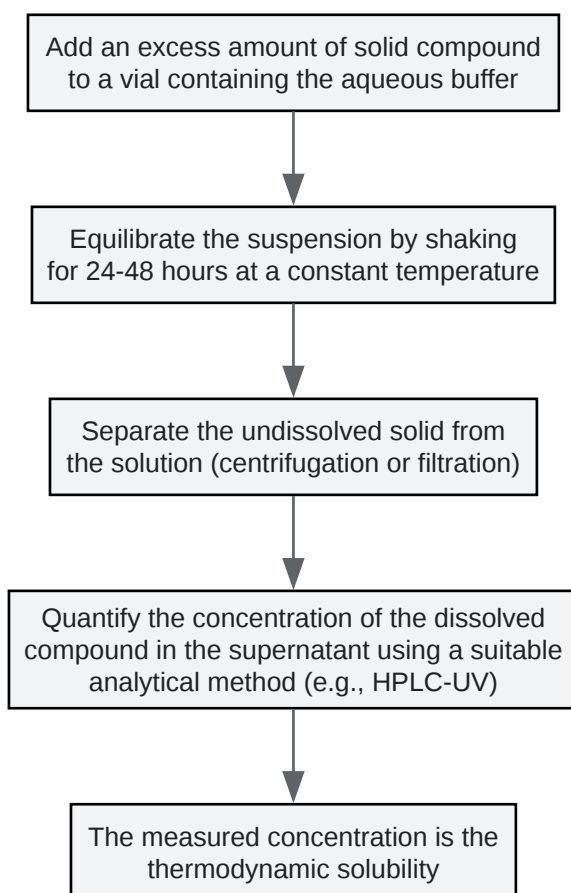 Add an excess amount of solid compound
to a vial containing the aqueous buffer
Equilibrate the suspension by shaking
for 24-48 hours at a constant temperature
Separate the undissolved solid from
the solution (centrifugation or filtration)
Quantify the concentration of the dissolved
compound in the supernatant using a suitable
analytical method (e.g., HPLC-UV)
The measured concentration is the
thermodynamic solubility